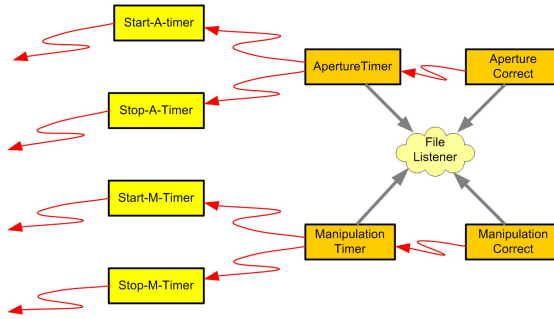 Start-A-timer
ApertureTimer
Aperture
Correct
Stop-A-Timer
File
Listener
Start-M-Timer
Manipulation
Timer
Manipulation
Correct
Stop-M-Timer